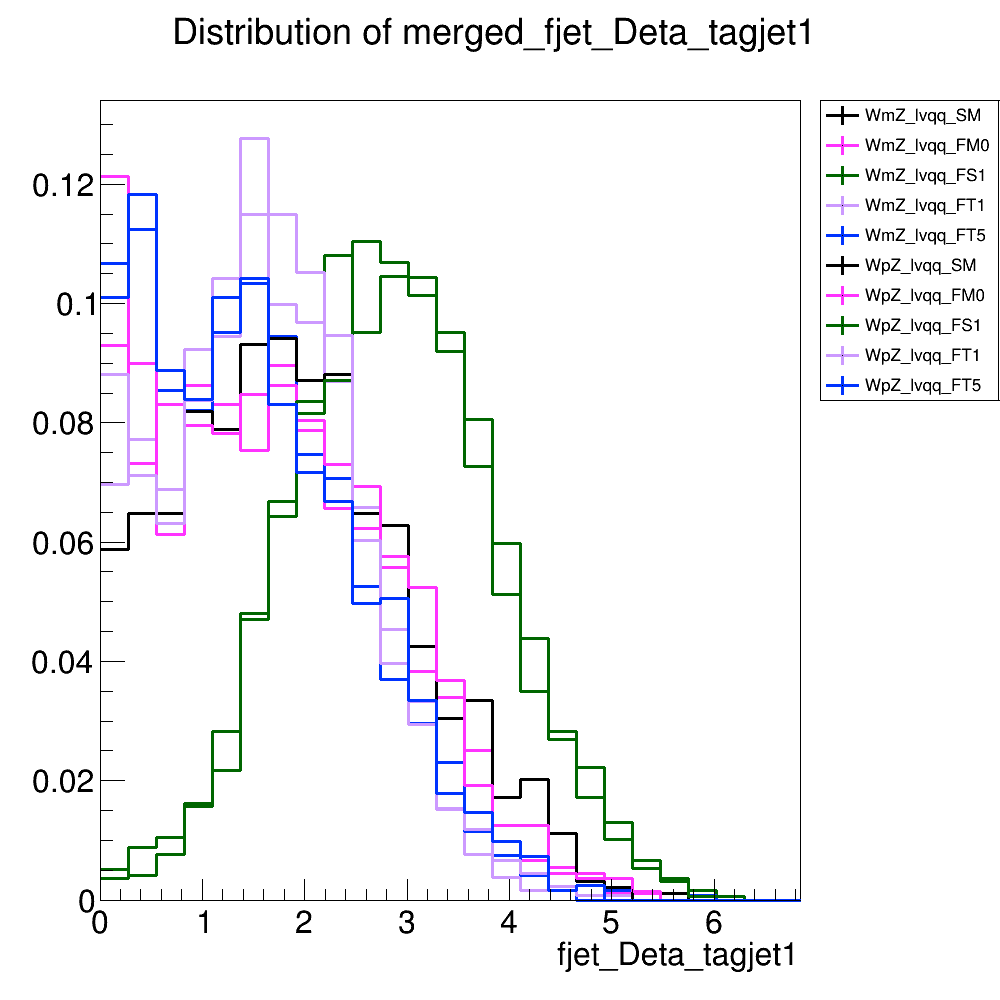 Distribution of merged_fjet_Deta_tagjet1
WmZ_lvqq_SM
WmZ_lvqq_FM0
WmZ_lvqq_FS1
WmZ_lvqq_FT1
WmZ_lvqq_FT5
WpZ_lvqq_SM
WpZ_lvqq_FM0
WpZ_lvqq_FS1
WpZ_lvqq_FT1
WpZ_lvqq_FT5
0.12
0.1
0.08
0.06
0.04
0.02
0
0 1 2 3 4 5 6
fjet_Deta_tagjet1